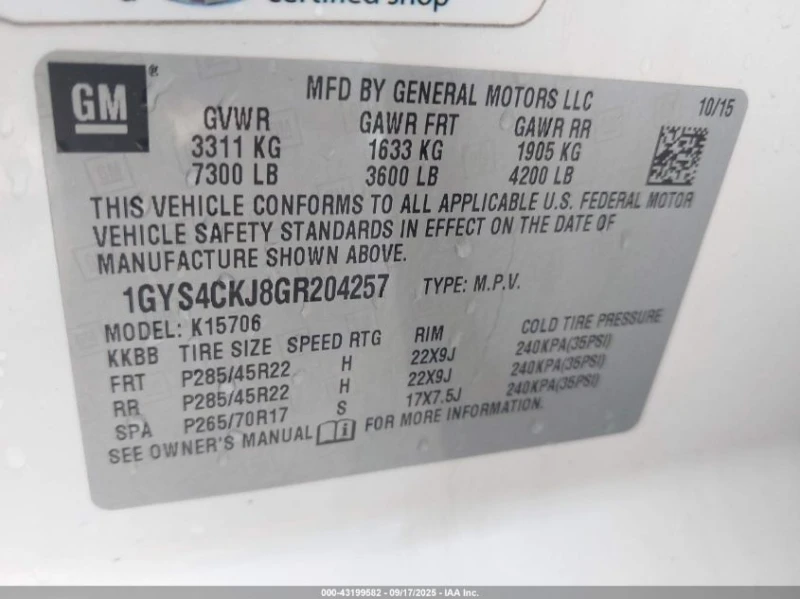 certified shop
GM®
MFD BY GENERAL MOTORS LLC 10/15
GVWR GAWR FRT GAWR RR
3311 KG 1633 KG 1905 KG
7300 LB 3600 LB 4200 LB
THIS VEHICLE CONFORMS TO ALL APPLICABLE U.S. FEDERAL MOTOR
VEHICLE SAFETY STANDARDS IN EFFECT ON THE DATE OF
MANUFACTURE SHOWN ABOVE.
1GYS4CKJ8GR204257 TYPE: M.P.V.
MODEL: K15706
KKBB TIRE SIZE SPEED RTG RIM COLD TIRE PRESSURE
FRT P285/45R22 H 22X9J 240KPA(35PSI)
RR P285/45R22 H 22X9J 240KPA(35PSI)
SPA P265/70R17 S 17X7.5J 240KPA(35PSI)
SEE OWNER'S MANUAL i FOR MORE INFORMATION.
000-43199582 - 09/17/2025 - IAA Inc.